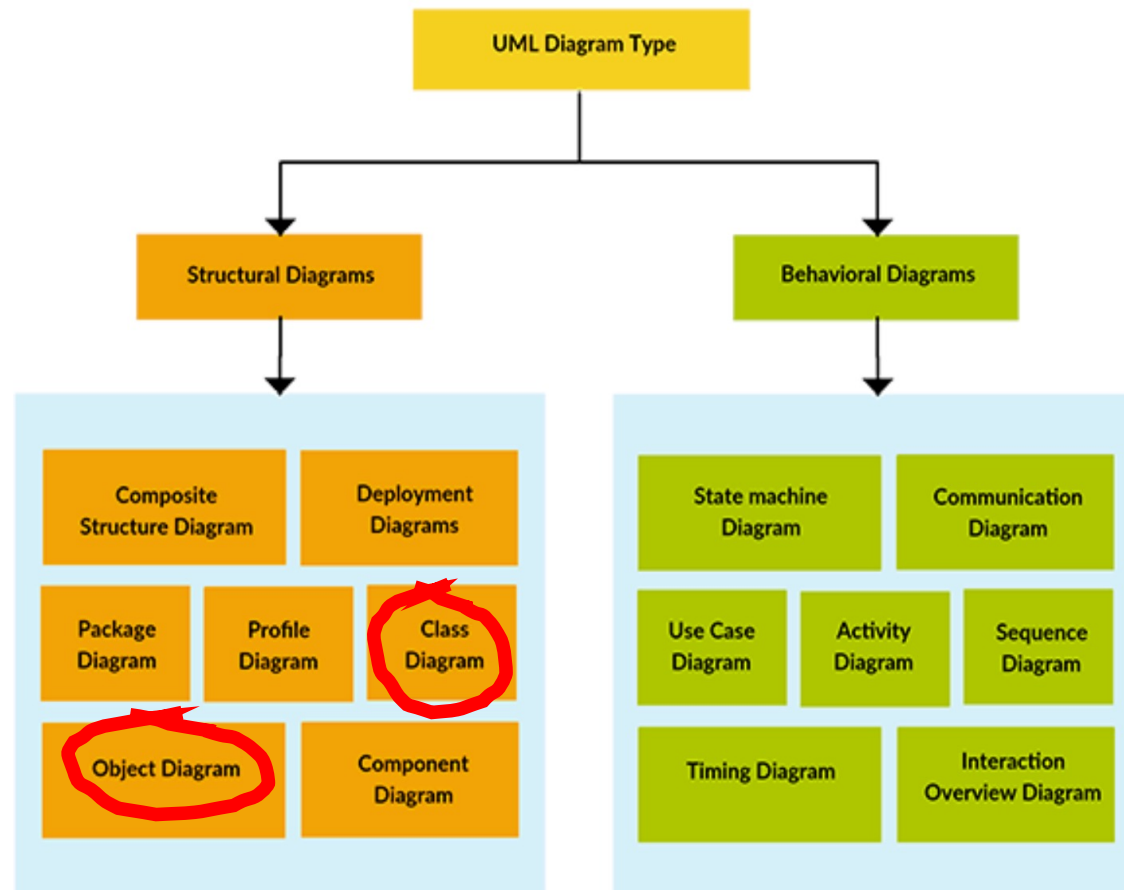 UML Diagram Type
Structural Diagrams
Behavioral Diagrams
Composite
Structure Diagram
Deployment
Diagrams
Package
Diagram
Profile
Diagram
Class
Diagram
Object Diagram
Component
Diagram
State machine
Diagram
Communication
Diagram
Use Case
Diagram
Activity
Diagram
Sequence
Diagram
Timing Diagram
Interaction
Overview Diagram